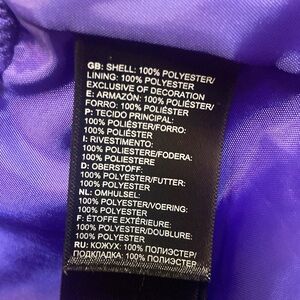 GB: SHELL: 100% POLYESTER/
LINING: 100% POLYESTER
EXCLUSIVE OF DECORATION
E: ARMAZÓN: 100% POLIÉSTER/
FORRO: 100% POLIÉSTER
P: TECIDO PRINCIPAL:
100% POLIÉSTER/FORRO:
100% POLIÉSTER
I: RIVESTIMENTO:
100% POLIESTERE/FODERA:
100% POLIESTERE
D: OBERSTOFF:
100% POLYESTER/FUTTER:
100% POLYESTER
NL: OMHULSEL:
100% POLYESTER/VOERING:
100% POLYESTER
F: ÉTOFFE EXTÉRIEURE:
100% POLYESTER/DOUBLURE:
100% POLYESTER
RU: КОЖУХ: 100% ПОЛИЭСТЕР/
ПОДКЛАДКА: 100% ПОЛИЭСТЕР